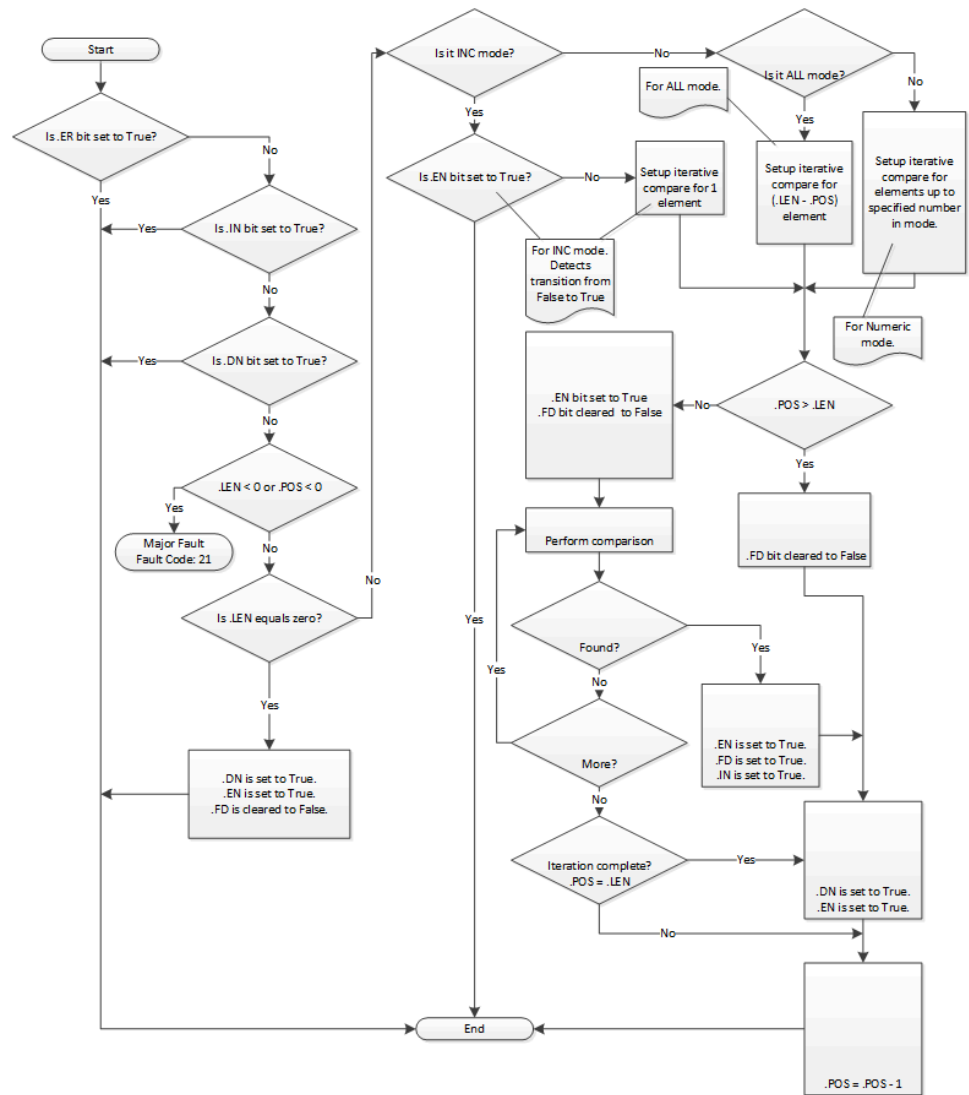 Start
Is .ER bit set to True?
No
Yes
Is .IN bit set to True?
Yes
No
Is .DN bit set to True?
Yes
No
.LEN < 0 or .POS < 0
Yes
Major Fault
Fault Code: 21
No
Is .LEN equals zero?
No
Yes
.DN is set to True.
.EN is set to True.
.FD is cleared to False.
Is it INC mode?
No
Yes
Is it ALL mode?
No
Yes
For ALL mode.
Is .EN bit set to True?
No
Yes
Setup iterative
compare for 1
element
Setup iterative
compare for
(.LEN - .POS)
element
Setup iterative
compare for
elements up to
specified number
in mode.
For INC mode.
Detects
transition from
False to True
For Numeric
mode.
.POS > .LEN
No
Yes
.EN bit set to True
.FD bit cleared to False
.FD bit cleared to False
Perform comparison
Found?
Yes
No
.EN is set to True.
.FD is set to True.
.IN is set to True.
More?
Yes
No
Iteration complete?
.POS = .LEN
Yes
No
.DN is set to True.
.EN is set to True.
.POS = .POS - 1
End